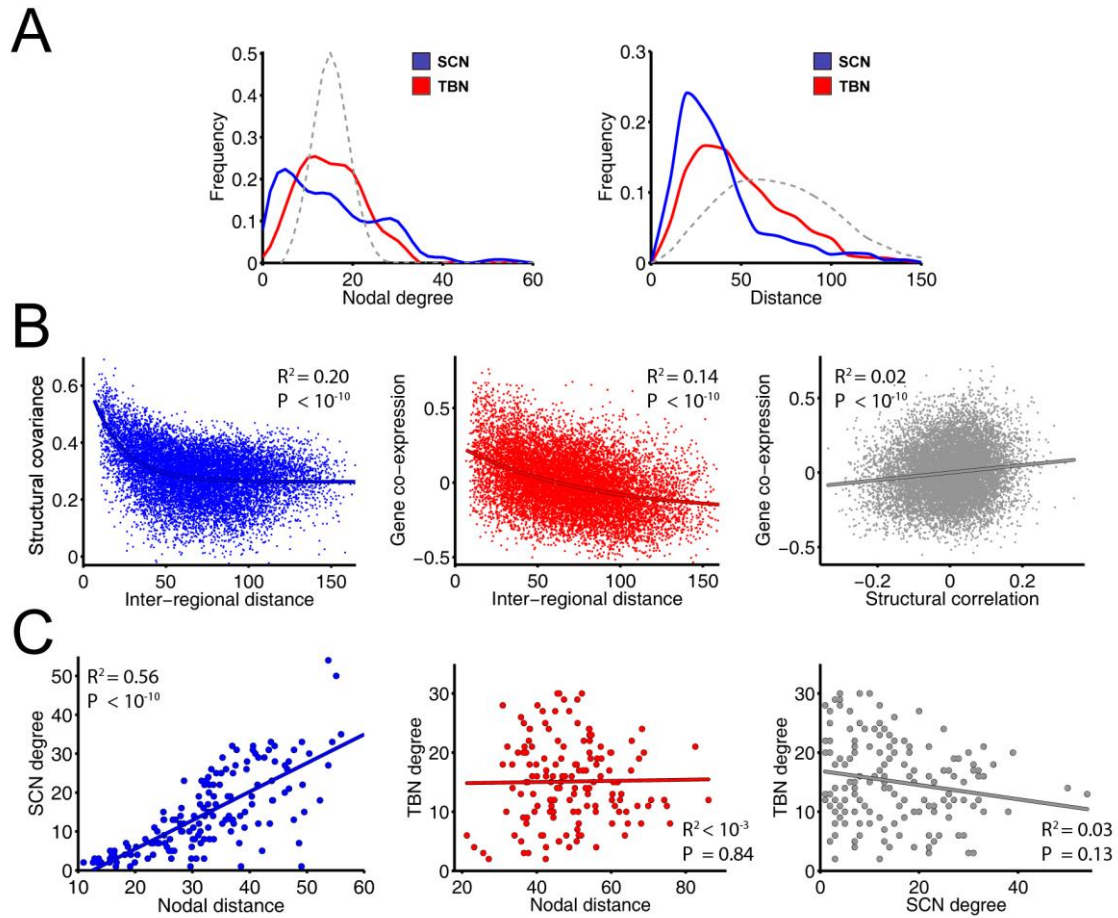 A
SCN
TBN
0.5
0.4
0.3
0.2
0.1
0
Frequency
0 20 40 60
Nodal degree
SCN
TBN
0.3
0.2
0.1
0
Frequency
0 50 100 150
Distance
B
R² = 0.20
P < 10⁻¹⁰
0.6
0.4
0.2
0
Structural covariance
0 50 100 150
Inter-regional distance
R² = 0.14
P < 10⁻¹⁰
0.5
0
-0.5
Gene co-expression
0 50 100 150
Inter-regional distance
R² = 0.02
P < 10⁻¹⁰
0.5
0
-0.5
Gene co-expression
-0.2 0 0.2
Structural correlation
C
R² = 0.56
P < 10⁻¹⁰
50
40
30
20
10
0
SCN degree
10 20 30 40 50 60
Nodal distance
30
20
10
0
TBN degree
R² < 10⁻³
P = 0.84
20 40 60 80
Nodal distance
30
20
10
0
TBN degree
R² = 0.03
P = 0.13
0 20 40
SCN degree